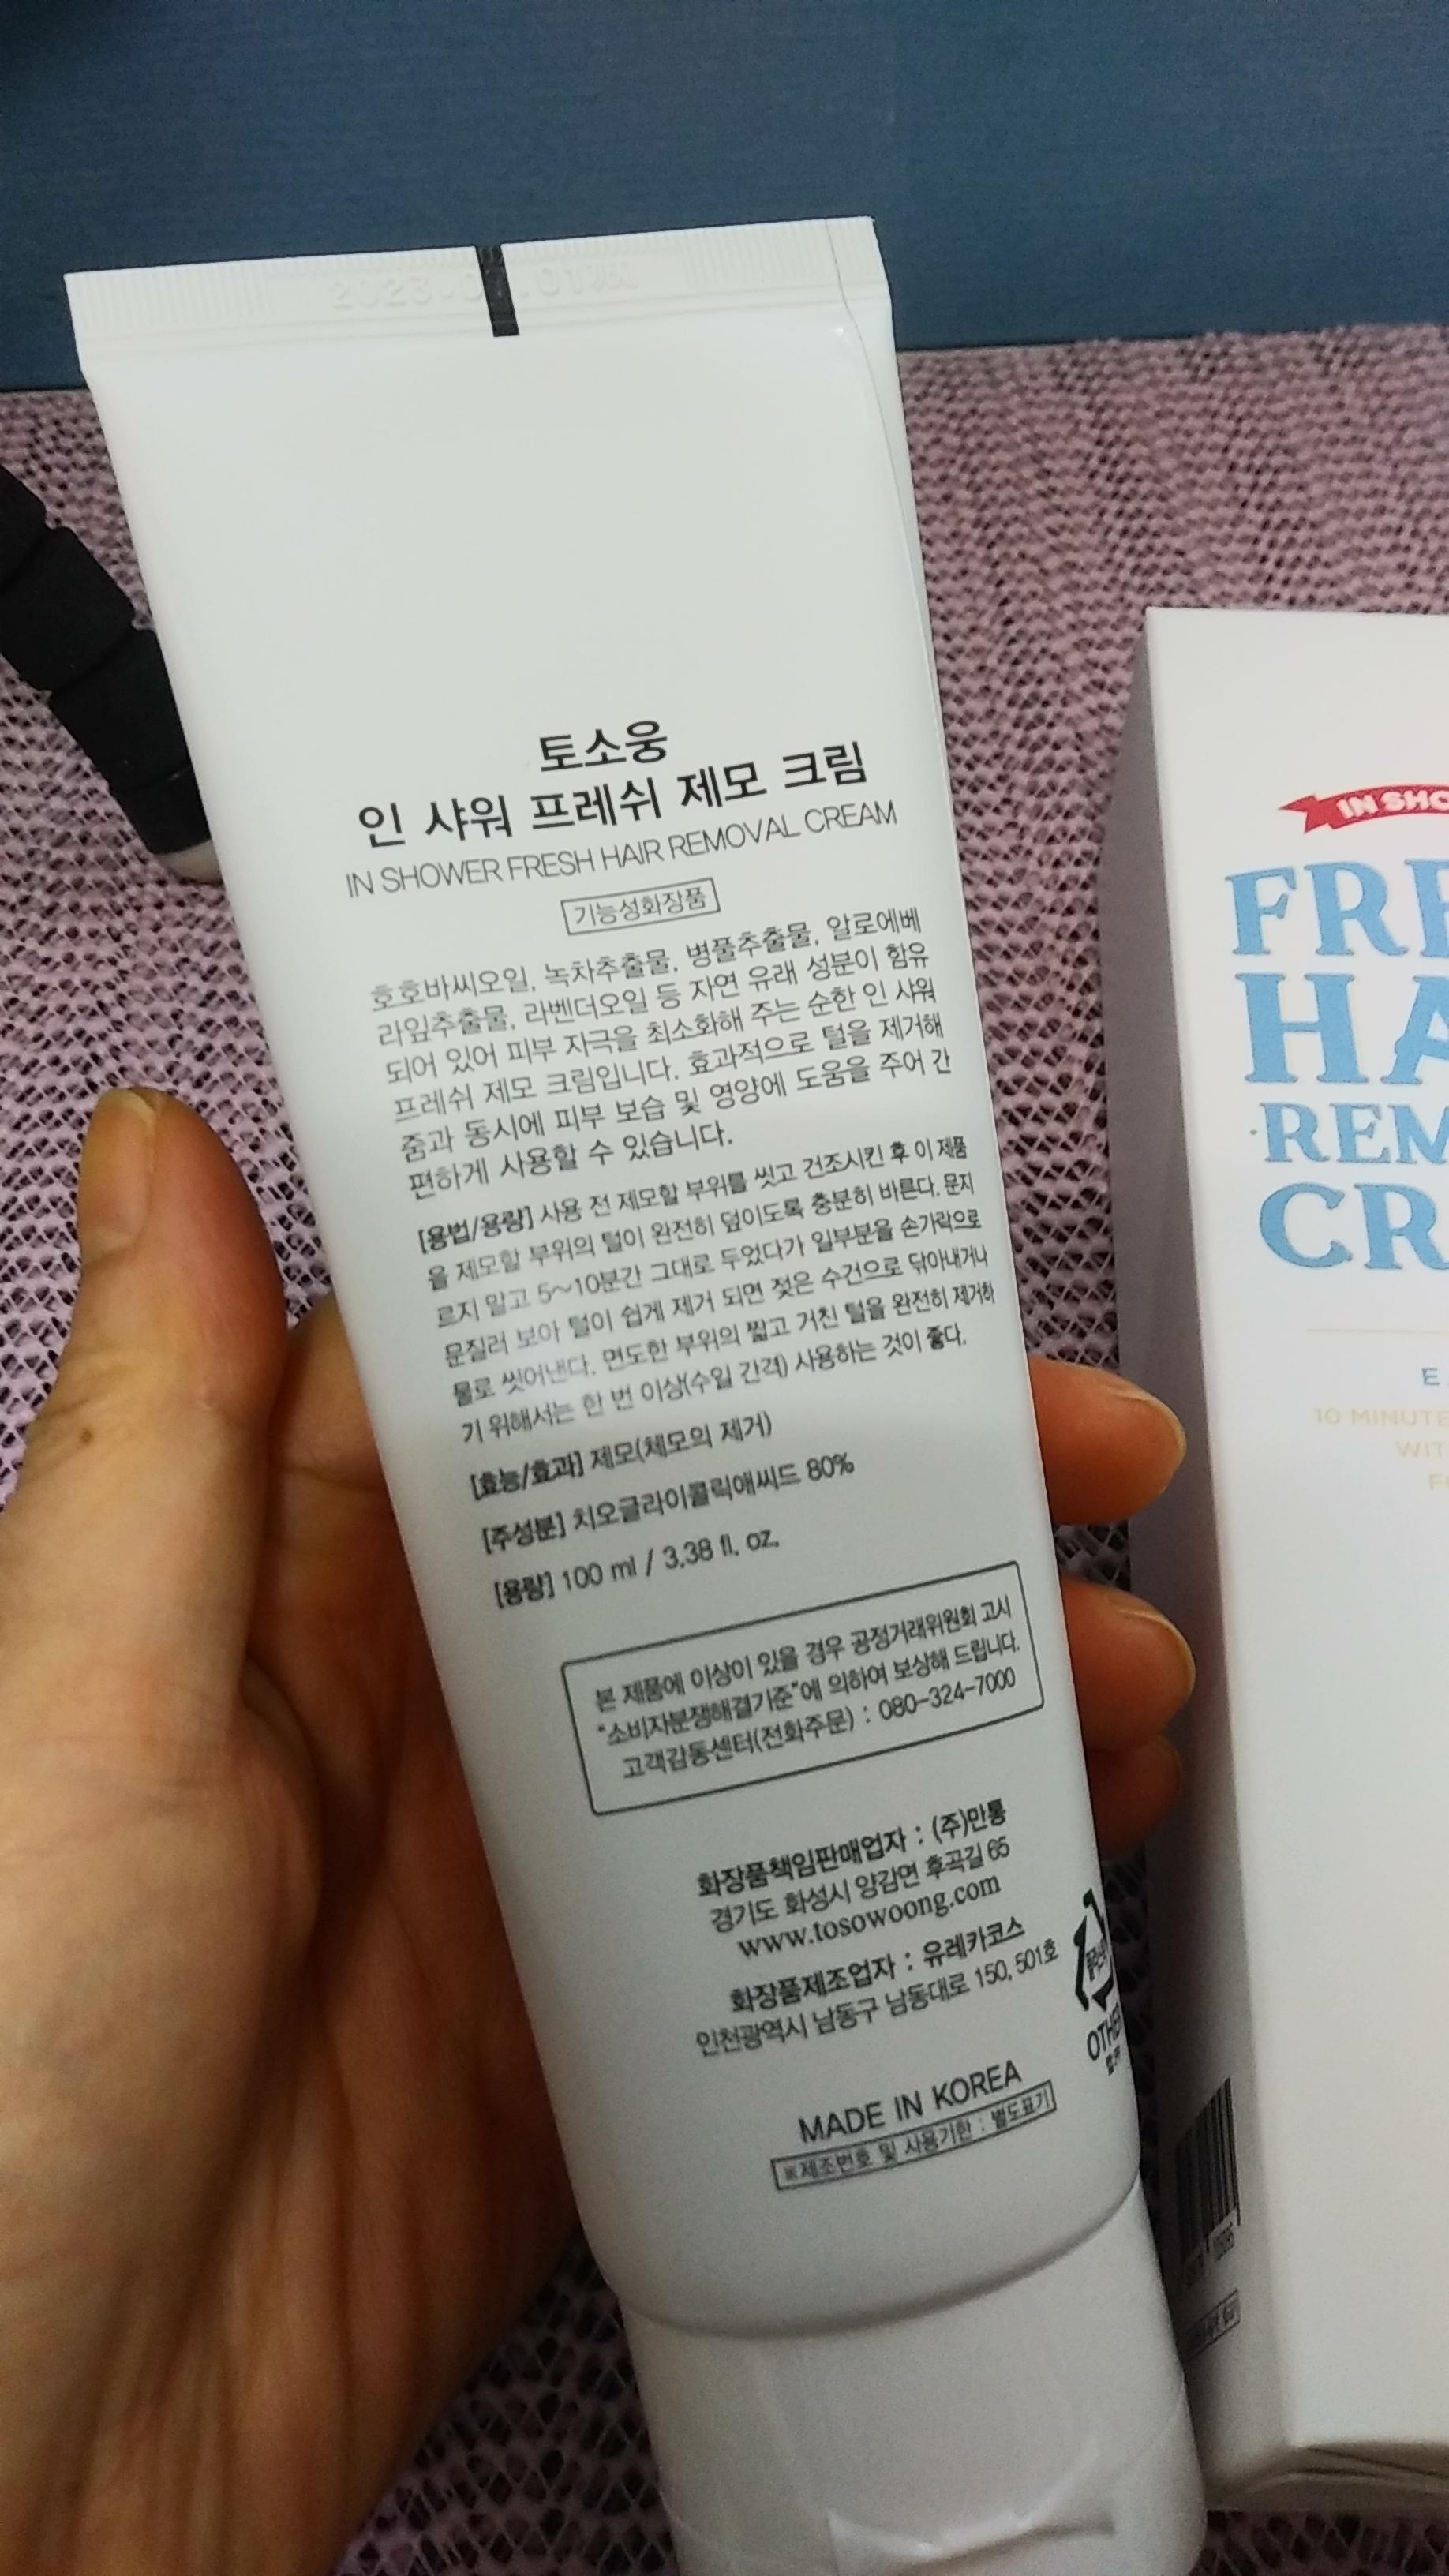 토소웅
인 샤워 프레쉬 제모 크림
IN SHOWER FRESH HAIR REMOVAL CREAM
기능성화장품
호호바씨오일, 녹차추출물, 병풀추출물, 알로에베
라잎추출물, 라벤더오일 등 자연 유래 성분이 함유
되어 있어 피부 자극을 최소화해 주는 순한 인 샤워
프레쉬 제모 크림입니다. 효과적으로 털을 제거해
줌과 동시에 피부 보습 및 영양에 도움을 주어 간
편하게 사용할 수 있습니다.
[용법/용량] 사용 전 제모할 부위를 씻고 건조시킨 후 이 제품
을 제모할 부위의 털이 완전히 덮이도록 충분히 바른다. 문지
르지 말고 5~10분간 그대로 두었다가 일부분을 손가락으로
문질러 보아 털이 쉽게 제거 되면 젖은 수건으로 닦아내거나
물로 씻어낸다. 면도한 부위의 짧고 거친 털을 완전히 제거하
기 위해서는 한 번 이상(수일 간격) 사용하는 것이 좋다.
[효능/효과] 제모(체모의 제거)
[주성분] 치오글라이콜릭애씨드 80%
[용량] 100 ml / 3.38 fl. oz.
본 제품에 이상이 있을 경우 공정거래위원회 고시
"소비자분쟁해결기준"에 의하여 보상해 드립니다.
고객감동센터(전화주문) : 080-324-7000
화장품책임판매업자 : (주)만통
경기도 화성시 양감면 후곡길 65
www.tosowoong.com
화장품제조업자 : 유레카코스
인천광역시 남동구 남동대로 150, 501호
MADE IN KOREA
※제조번호 및 사용기한 : 별도표기
IN SHO
FRE
HA
REM
CR
10 MINUTE
WIT